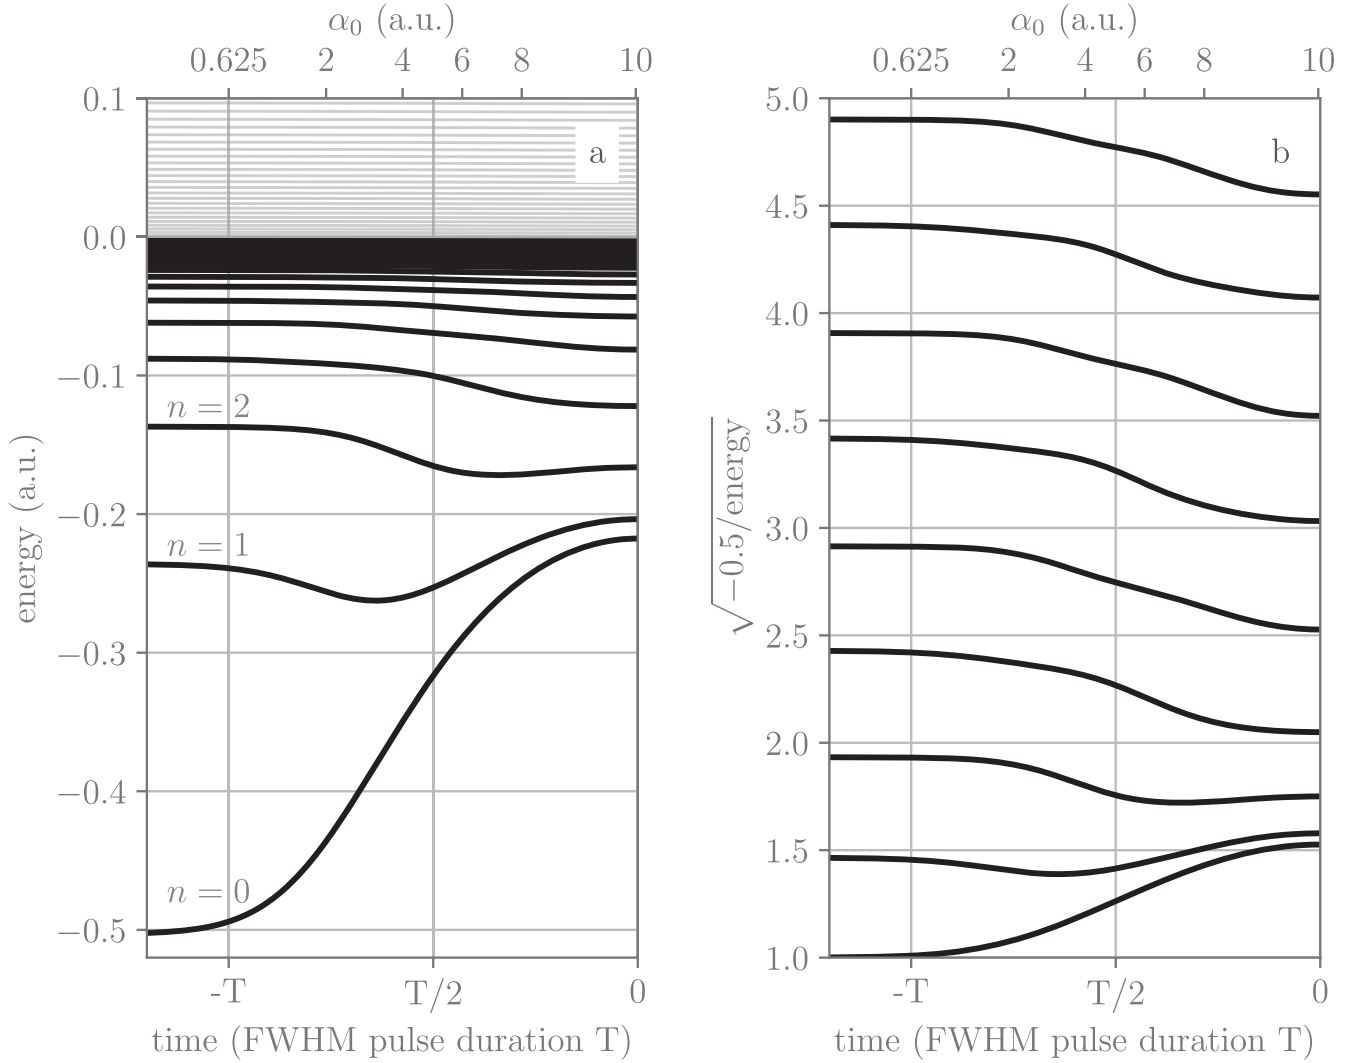 α₀ (a.u.)
0.625 2 4 6 8 10
0.1
0.0
−0.1
−0.2
−0.3
−0.4
−0.5
energy (a.u.)
a
n = 2
n = 1
n = 0
-T T/2 0
time (FWHM pulse duration T)
α₀ (a.u.)
0.625 2 4 6 8 10
5.0
4.5
4.0
3.5
3.0
2.5
2.0
1.5
1.0
√−0.5/energy
b
-T T/2 0
time (FWHM pulse duration T)